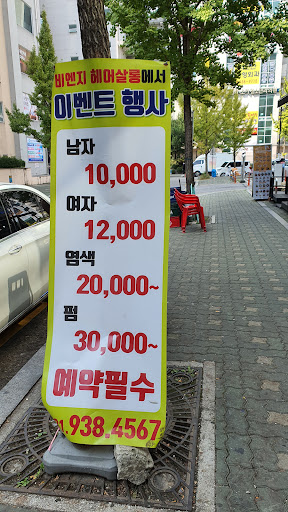 비엔지 헤어살롱에서
이벤트 행사
남자
10,000
여자
12,000
염색
20,000~
펌
30,000~
예약필수
.938.4567